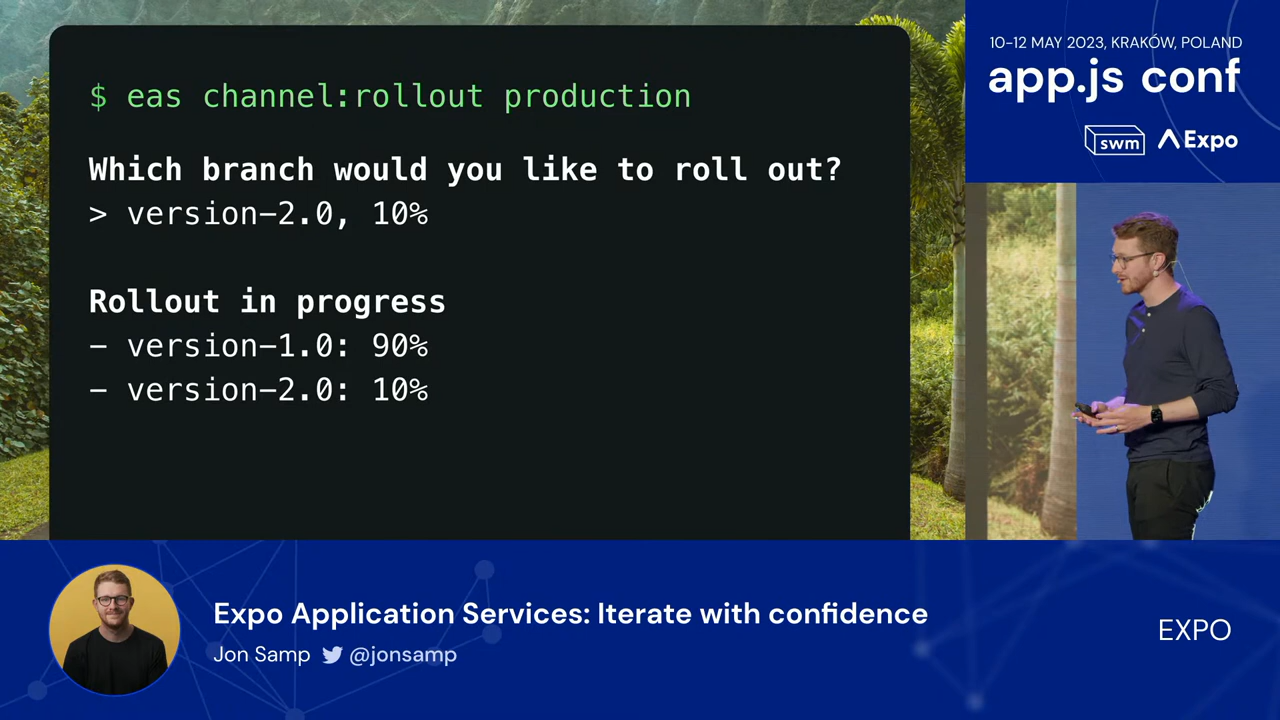 $ eas channel:rollout production
Which branch would you like to roll out?
> version-2.0, 10%
Rollout in progress
- version-1.0: 90%
- version-2.0: 10%
10-12 MAY 2023, KRAKÓW, POLAND
app.js conf
swm Expo
Expo Application Services: Iterate with confidence
Jon Samp @jonsamp
EXPO